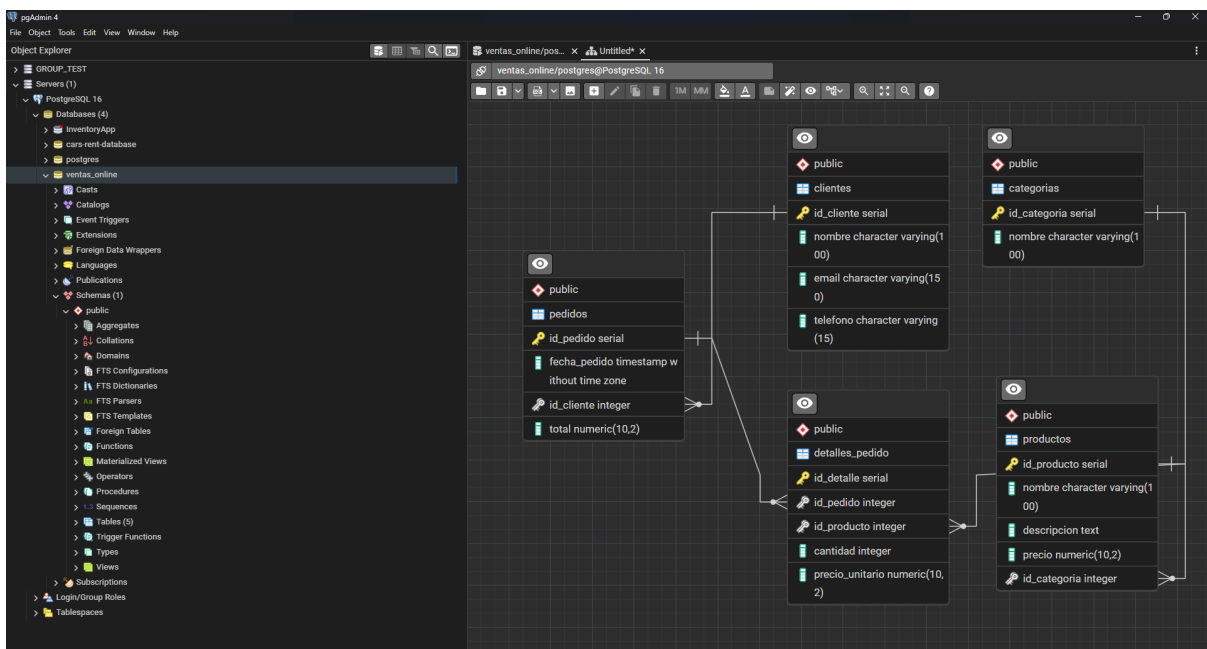 pgAdmin 4
File Object Tools Edit View Window Help
Object Explorer
GROUP_TEST
Servers (1)
PostgreSQL 16
Databases (4)
InventoryApp
cars-rent-database
postgres
ventas_online
Casts
Catalogs
Event Triggers
Extensions
Foreign Data Wrappers
Languages
Publications
Schemas (1)
public
Aggregates
Collations
Domains
FTS Configurations
FTS Dictionaries
FTS Parsers
FTS Templates
Foreign Tables
Functions
Materialized Views
Operators
Procedures
Sequences
Tables (5)
Trigger Functions
Types
Views
Subscriptions
Login/Group Roles
Tablespaces
ventas_online/pos... Untitled*
ventas_online/postgres@PostgreSQL 16
1M MM A
public
pedidos
id_pedido serial
fecha_pedido timestamp w
ithout time zone
id_cliente integer
total numeric(10,2)
public
clientes
id_cliente serial
nombre character varying(1
00)
email character varying(15
0)
telefono character varying
(15)
public
categorias
id_categoria serial
nombre character varying(1
00)
public
detalles_pedido
id_detalle serial
id_pedido integer
id_producto integer
cantidad integer
precio_unitario numeric(10,
2)
public
productos
id_producto serial
nombre character varying(1
00)
descripcion text
precio numeric(10,2)
id_categoria integer